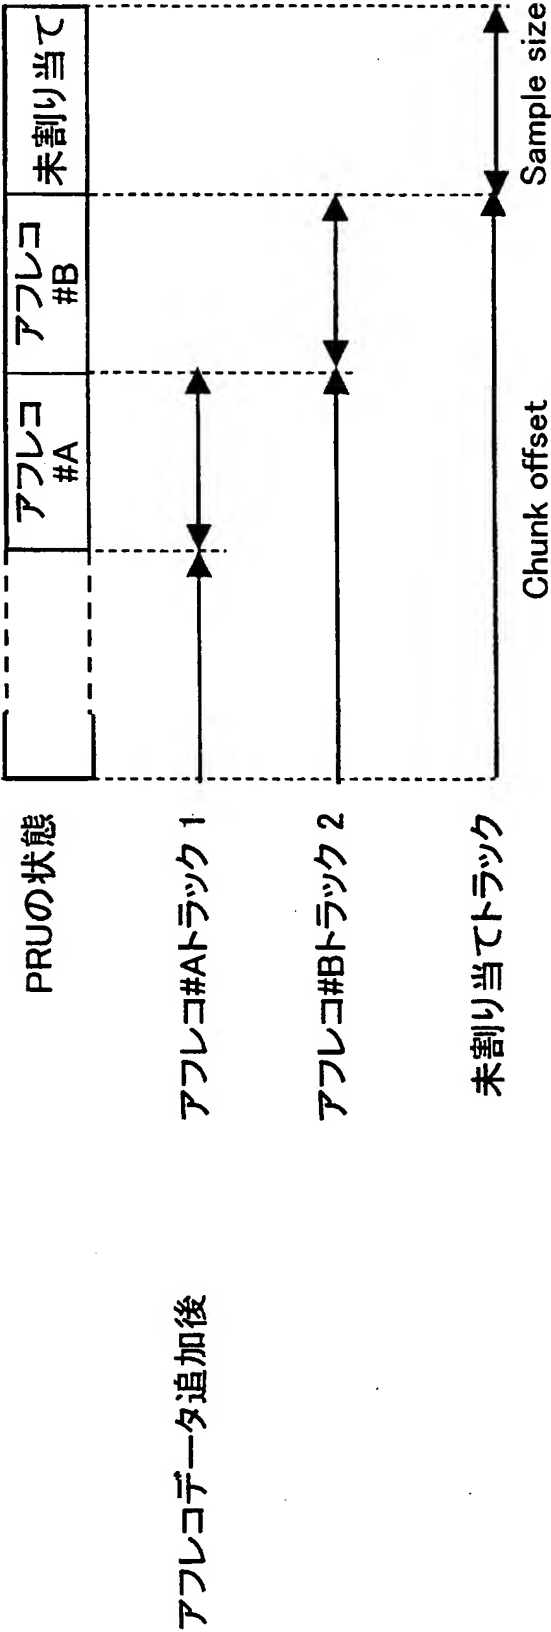 アフレコデータ追加後
PRUの状態
アフレコ
#A
アフレコ
#B
未割り当て
アフレコ#Aトラック 1
アフレコ#Bトラック 2
未割り当てトラック
Chunk offset
Sample size